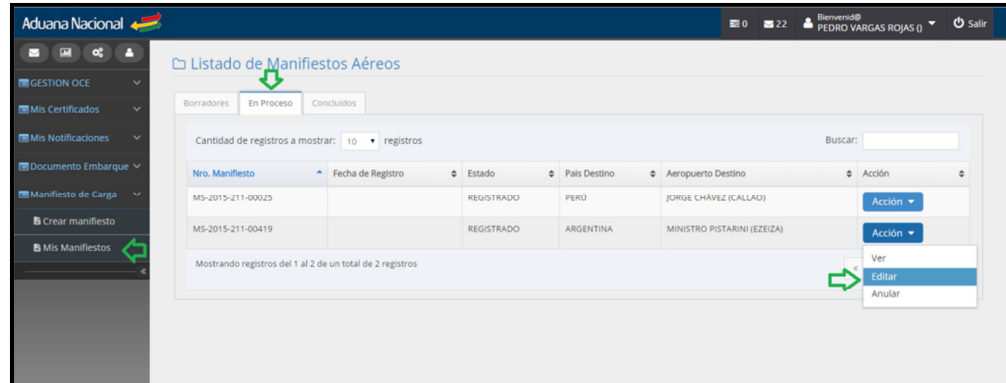 Aduana Nacional
0
22
Bienvenid@
PEDRO VARGAS ROJAS ()
Salir
GESTION OCE
Mis Certificados
Mis Notificaciones
Documento Embarque
Manifiesto de Carga
Crear manifiesto
Mis Manifiestos
«
Listado de Manifiestos Aéreos
Borradores En Proceso Concluidos
Cantidad de registros a mostrar: 10 registros Buscar:
Nro. Manifiesto Fecha de Registro Estado Pais Destino Aeropuerto Destino Acción
MS-2015-211-00025 REGISTRADO PERÚ JORGE CHÁVEZ (CALLAO) Acción
MS-2015-211-00419 REGISTRADO ARGENTINA MINISTRO PISTARINI (EZEIZA) Acción
Mostrando registros del 1 al 2 de un total de 2 registros «
Ver
Editar
Anular